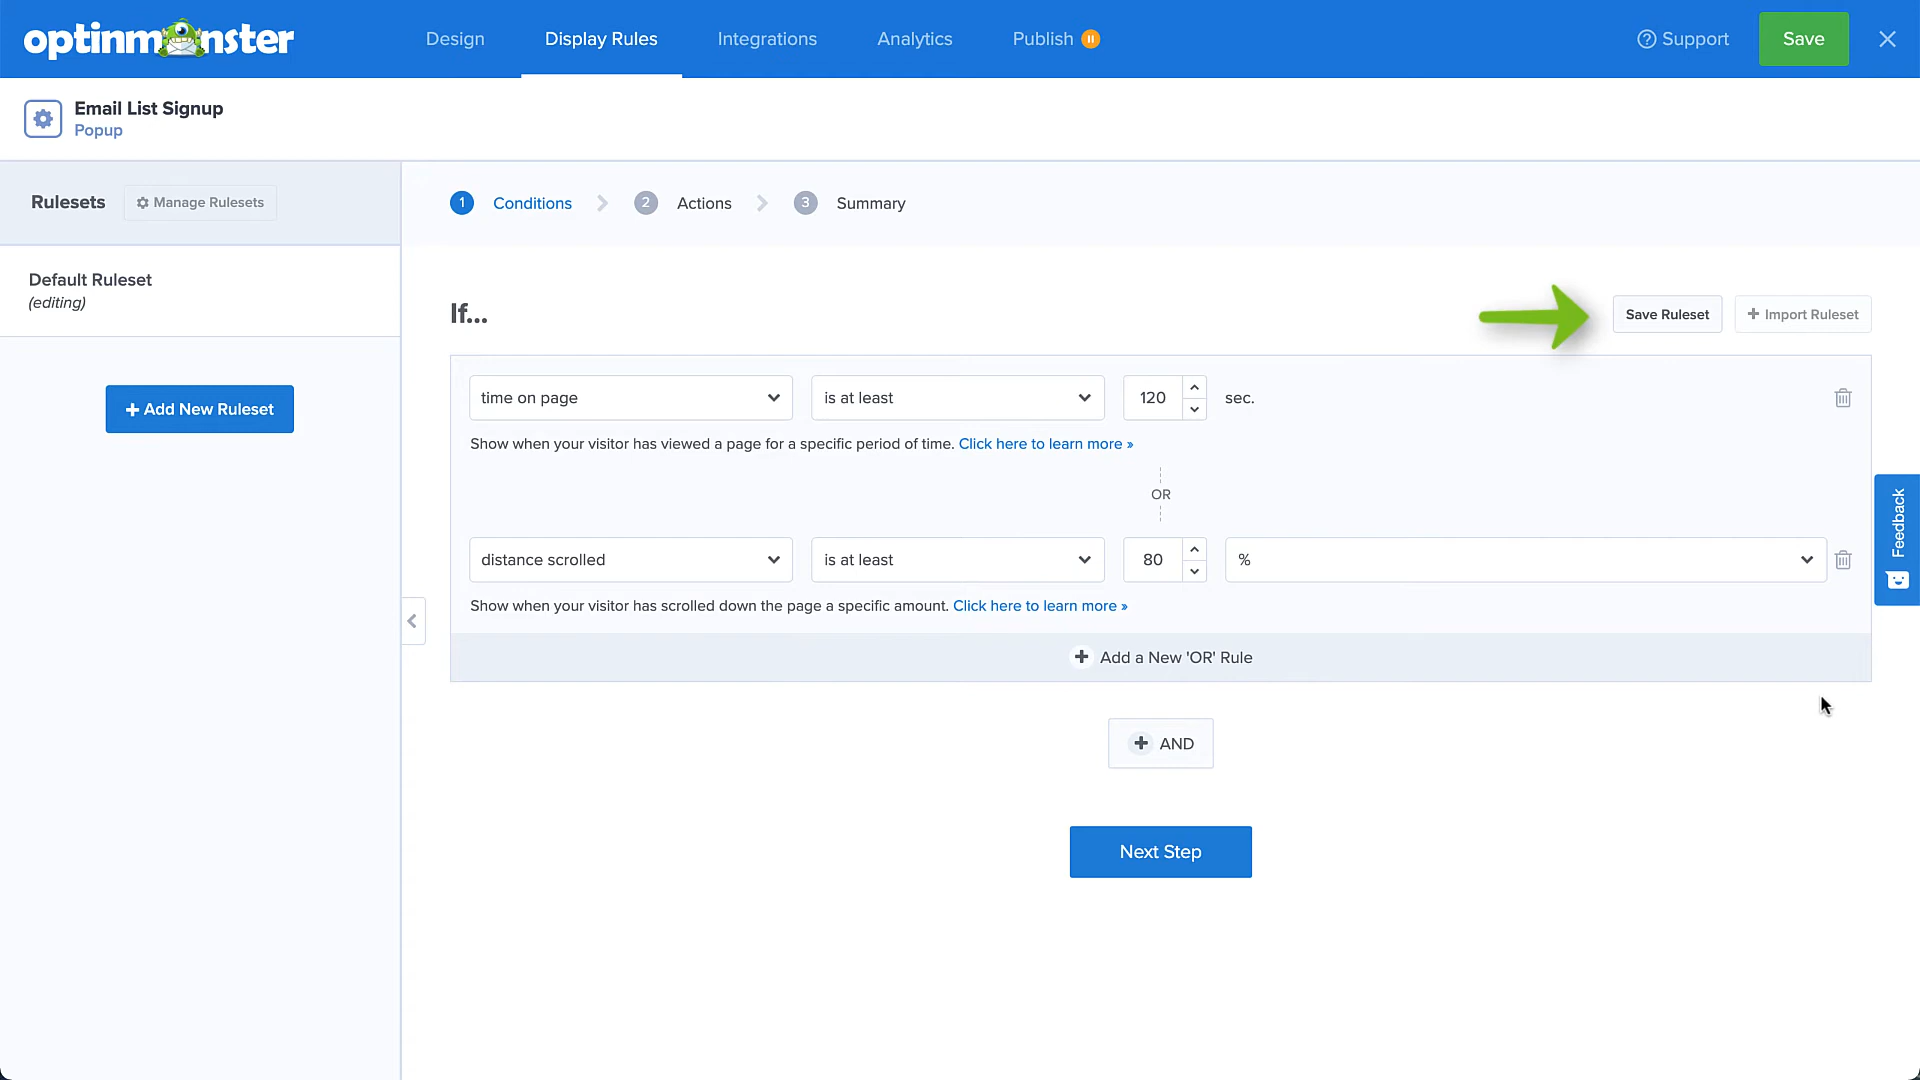 optinmonster
Design
Display Rules
Integrations
Analytics
Publish
Support
Save
Email List Signup
Popup
Rulesets
Manage Rulesets
1 Conditions
2 Actions
3 Summary
Default Ruleset
(editing)
+ Add New Ruleset
If...
Save Ruleset
+ Import Ruleset
time on page
is at least
120
sec.
Show when your visitor has viewed a page for a specific period of time. Click here to learn more »
OR
distance scrolled
is at least
80
%
Show when your visitor has scrolled down the page a specific amount. Click here to learn more »
+ Add a New 'OR' Rule
+ AND
Next Step
Feedback